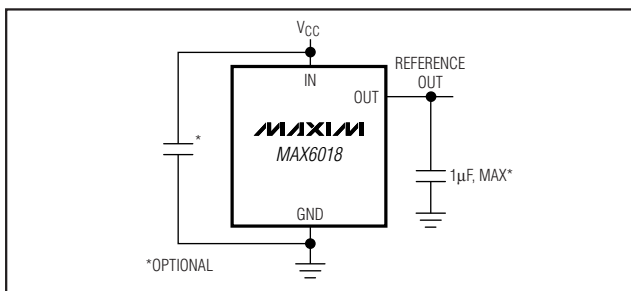 VCC
REFERENCE
OUT
IN
OUT
MAXIM
MAX6018
*
1μF, MAX*
GND
*OPTIONAL